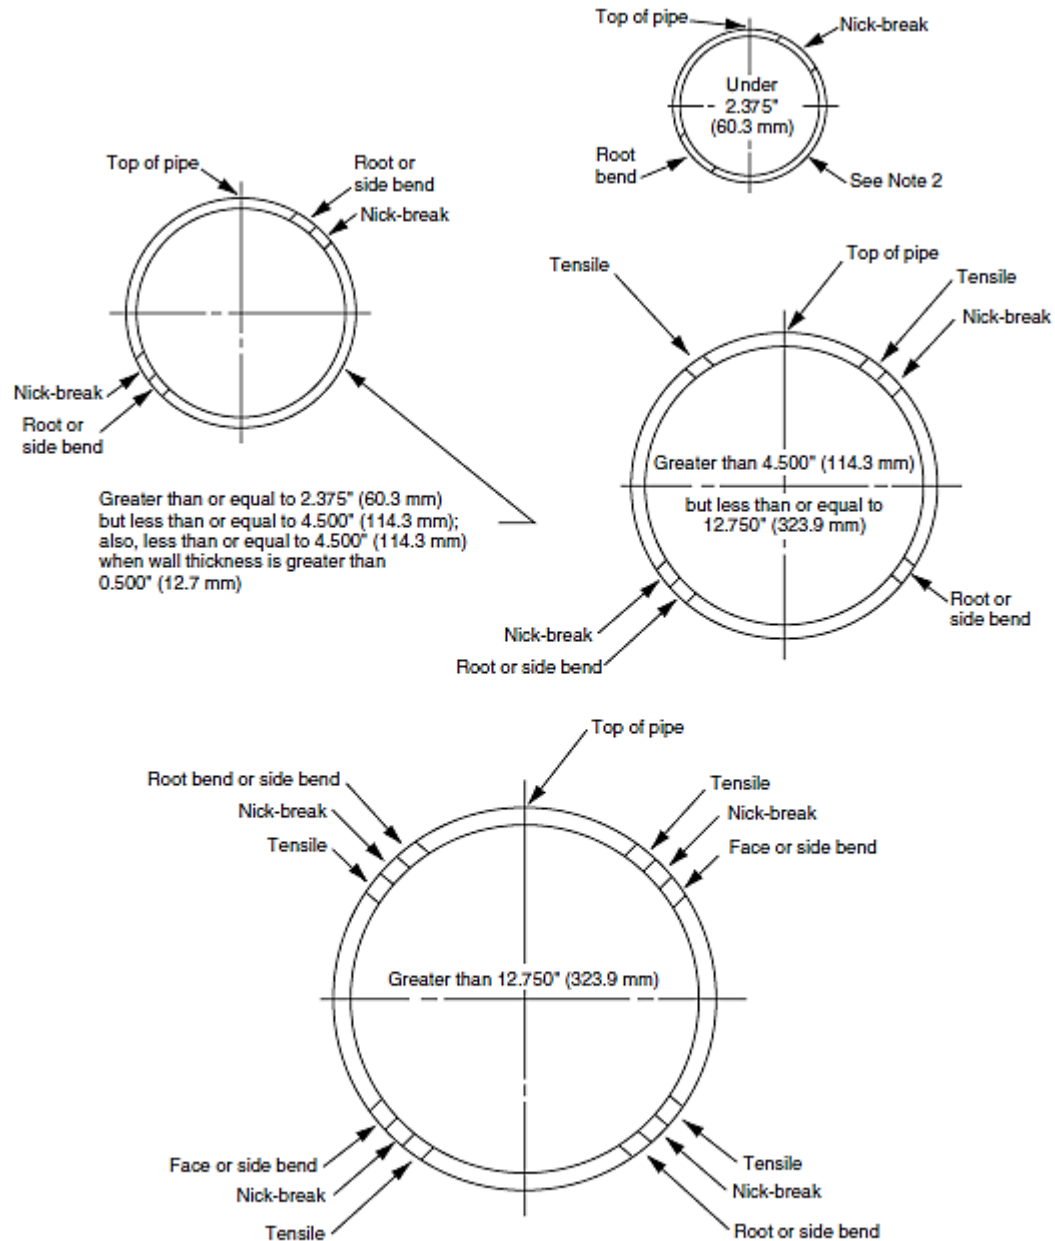 Top of pipe
Nick-break
Under
2.375"
(60.3 mm)
Root
bend
See Note 2
Top of pipe
Root or
side bend
Nick-break
Nick-break
Root or
side bend
Greater than or equal to 2.375" (60.3 mm)
but less than or equal to 4.500" (114.3 mm);
also, less than or equal to 4.500" (114.3 mm)
when wall thickness is greater than
0.500" (12.7 mm)
Tensile
Top of pipe
Tensile
Nick-break
Greater than 4.500" (114.3 mm)
but less than or equal to
12.750" (323.9 mm)
Nick-break
Root or side bend
Root or
side bend
Top of pipe
Root bend or side bend
Nick-break
Tensile
Tensile
Nick-break
Face or side bend
Greater than 12.750" (323.9 mm)
Face or side bend
Nick-break
Tensile
Tensile
Nick-break
Root or side bend